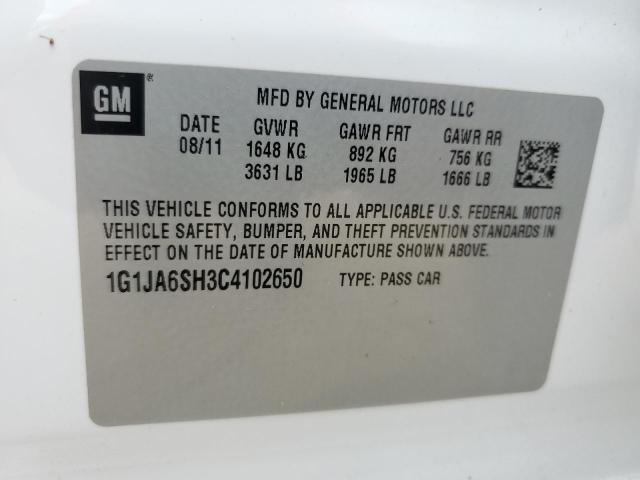 GM ®
MFD BY GENERAL MOTORS LLC
DATE GVWR GAWR FRT GAWR RR
08/11 1648 KG 892 KG 756 KG
3631 LB 1965 LB 1666 LB
THIS VEHICLE CONFORMS TO ALL APPLICABLE U.S. FEDERAL MOTOR
VEHICLE SAFETY, BUMPER, AND THEFT PREVENTION STANDARDS IN
EFFECT ON THE DATE OF MANUFACTURE SHOWN ABOVE.
1G1JA6SH3C4102650 TYPE: PASS CAR